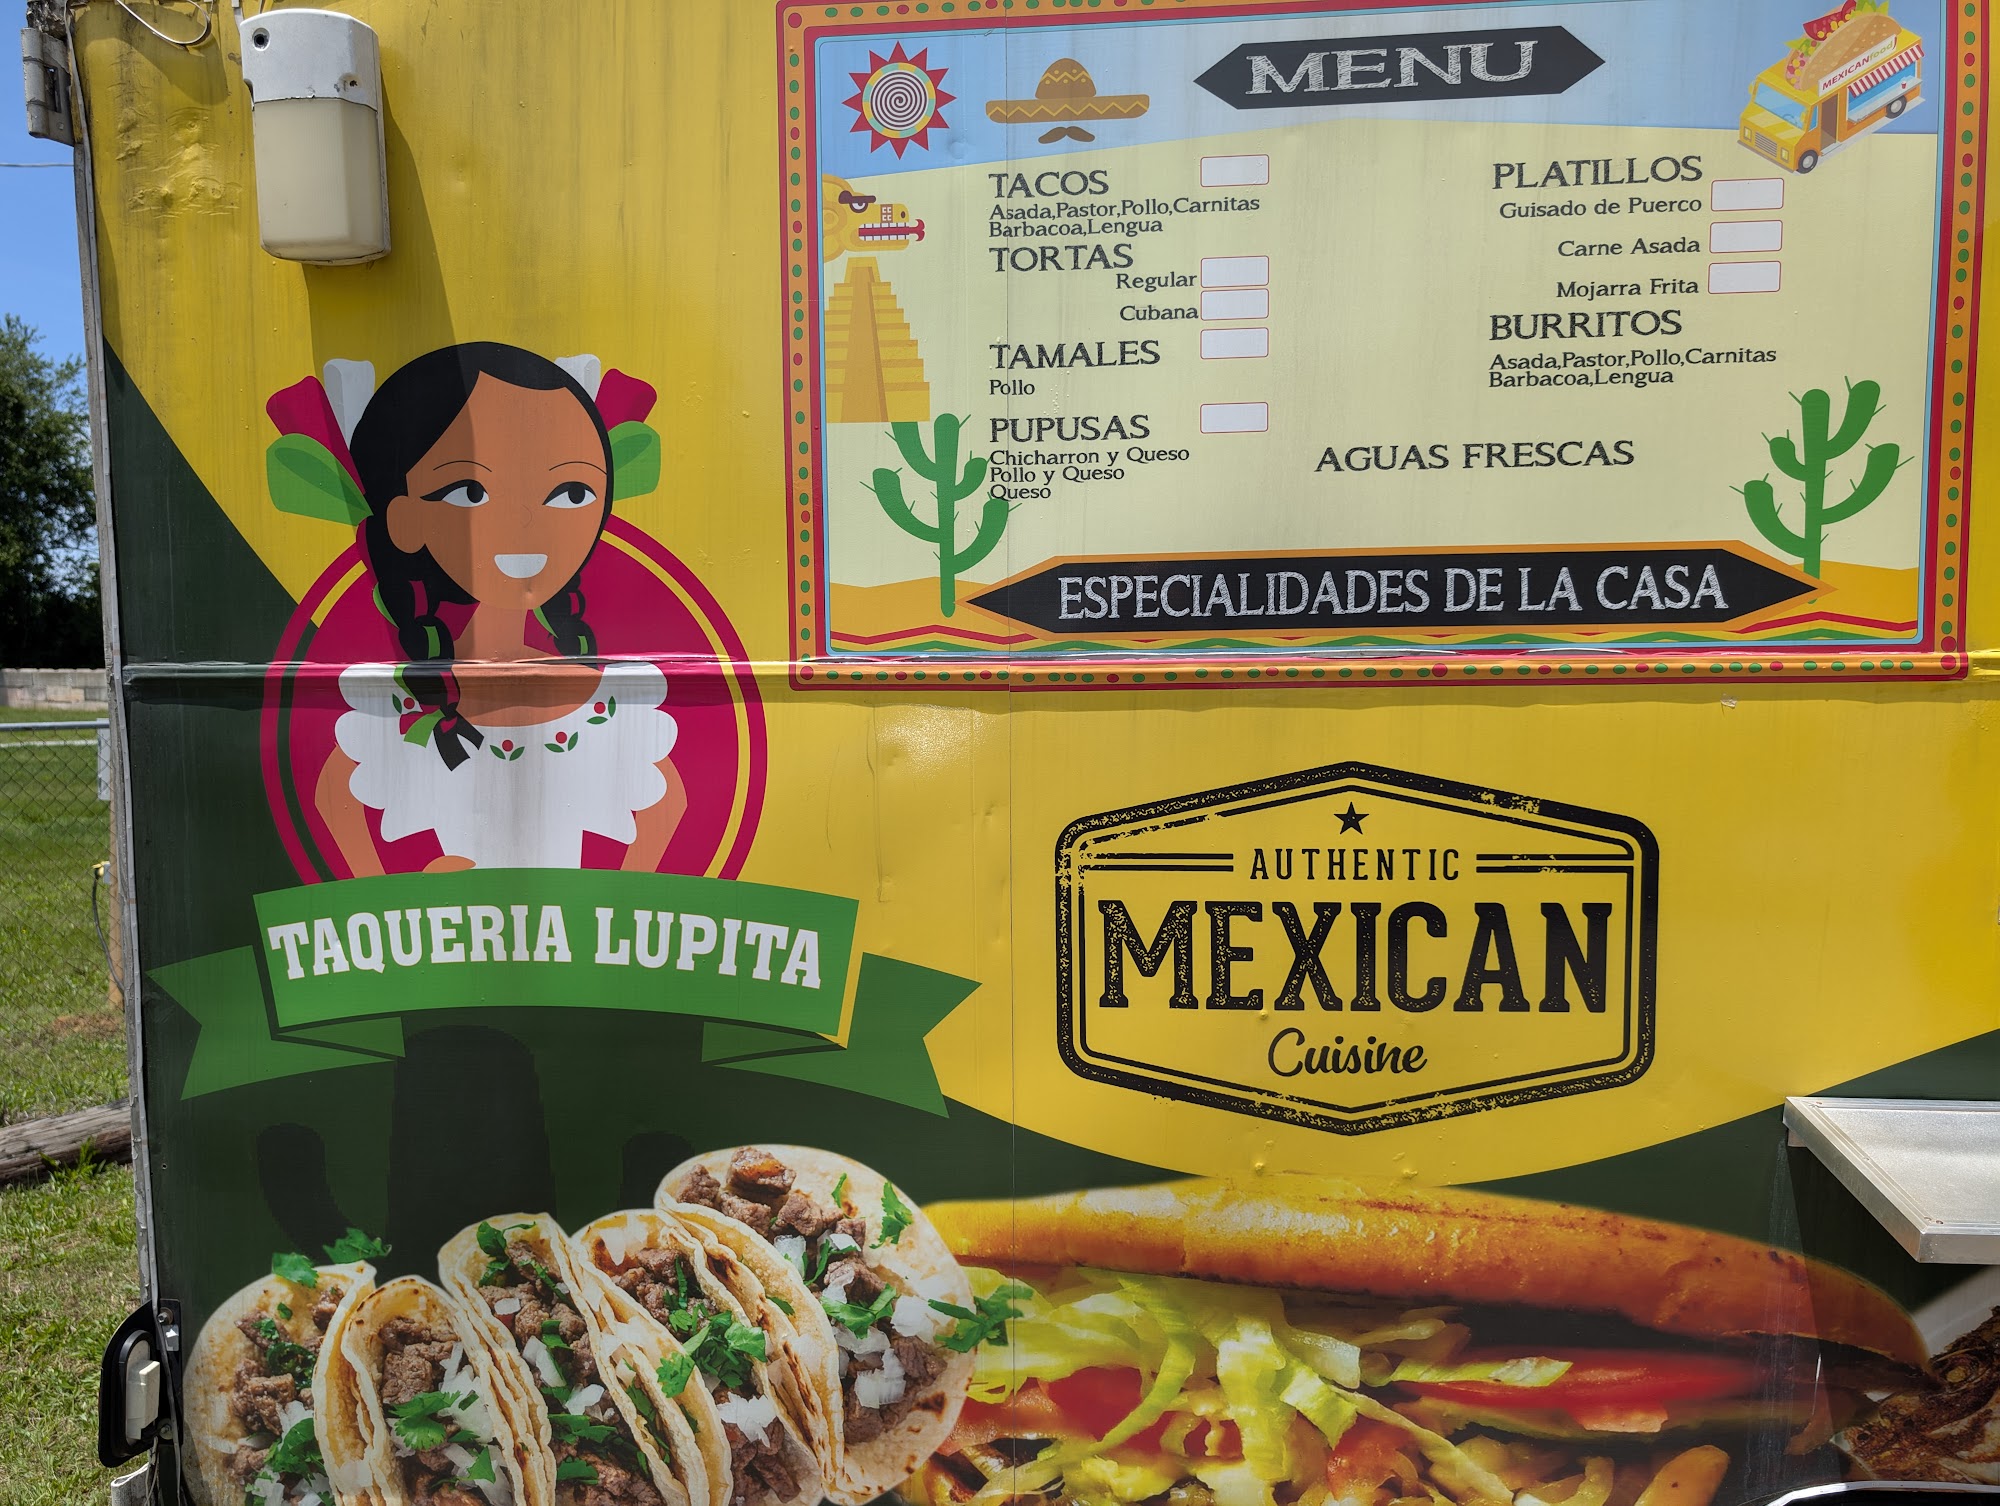 MENU
MEXICAN food
TACOS
Asada,Pastor,Pollo,Carnitas
Barbacoa,Lengua
TORTAS
Regular
Cubana
TAMALES
Pollo
PUPUSAS
Chicharron y Queso
Pollo y Queso
Queso
PLATILLOS
Guisado de Puerco
Carne Asada
Mojarra Frita
BURRITOS
Asada,Pastor,Pollo,Carnitas
Barbacoa,Lengua
AGUAS FRESCAS
ESPECIALIDADES DE LA CASA
TAQUERIA LUPITA
AUTHENTIC
MEXICAN
Cuisine